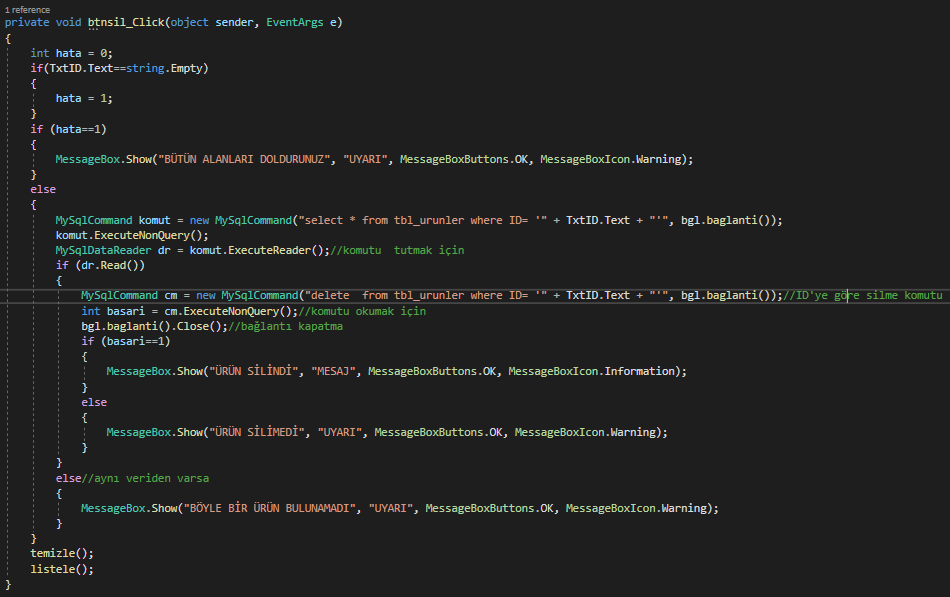 1 reference
private void btnsil_Click(object sender, EventArgs e)
{
    int hata = 0;
    if(TxtID.Text==string.Empty)
    {
        hata = 1;
    }
    if (hata==1)
    {
        MessageBox.Show("BÜTÜN ALANLARI DOLDURUNUZ", "UYARI", MessageBoxButtons.OK, MessageBoxIcon.Warning);
    }
    else
    {
        MySqlCommand komut = new MySqlCommand("select * from tbl_urunler where ID= '" + TxtID.Text + "'", bgl.baglanti());
        komut.ExecuteNonQuery();
        MySqlDataReader dr = komut.ExecuteReader();//komutu  tutmak için
        if (dr.Read())
        {
            MySqlCommand cm = new MySqlCommand("delete  from tbl_urunler where ID= '" + TxtID.Text + "'", bgl.baglanti());//ID'ye göre silme komutu
            int basari = cm.ExecuteNonQuery();//komutu okumak için
            bgl.baglanti().Close();//bağlantı kapatma
            if (basari==1)
            {
                MessageBox.Show("ÜRÜN SİLİNDİ", "MESAJ", MessageBoxButtons.OK, MessageBoxIcon.Information);
            }
            else
            {
                MessageBox.Show("ÜRÜN SİLİMEDİ", "UYARI", MessageBoxButtons.OK, MessageBoxIcon.Warning);
            }
        }
        else//aynı veriden varsa
        {
            MessageBox.Show("BÖYLE BİR ÜRÜN BULUNAMADI", "UYARI", MessageBoxButtons.OK, MessageBoxIcon.Warning);
        }
    }
    temizle();
    listele();
}